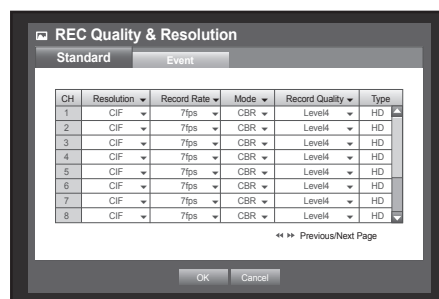 REC Quality & Resolution
Standard Event
CH Resolution Record Rate Mode Record Quality Type
1 CIF 7fps CBR Level4 HD
2 CIF 7fps CBR Level4 HD
3 CIF 7fps CBR Level4 HD
4 CIF 7fps CBR Level4 HD
5 CIF 7fps CBR Level4 HD
6 CIF 7fps CBR Level4 HD
7 CIF 7fps CBR Level4 HD
8 CIF 7fps CBR Level4 HD
Previous/Next Page
OK Cancel